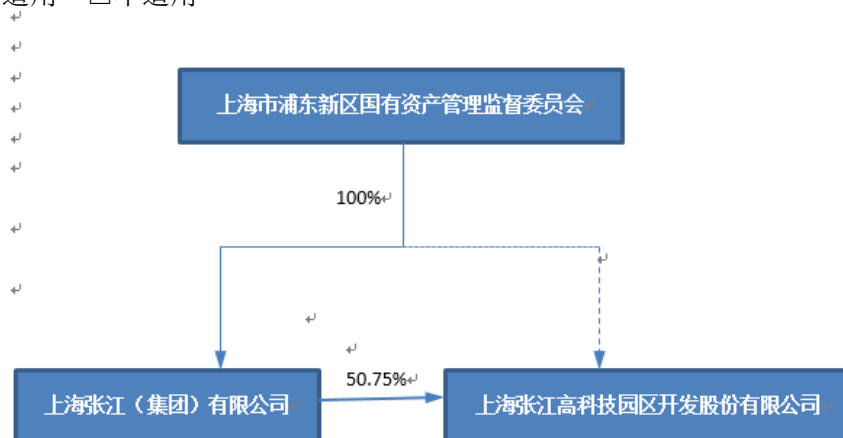 上海市浦东新区国有资产管理监督委员会
100%
50.75%
上海张江（集团）有限公司
上海张江高科技园区开发股份有限公司